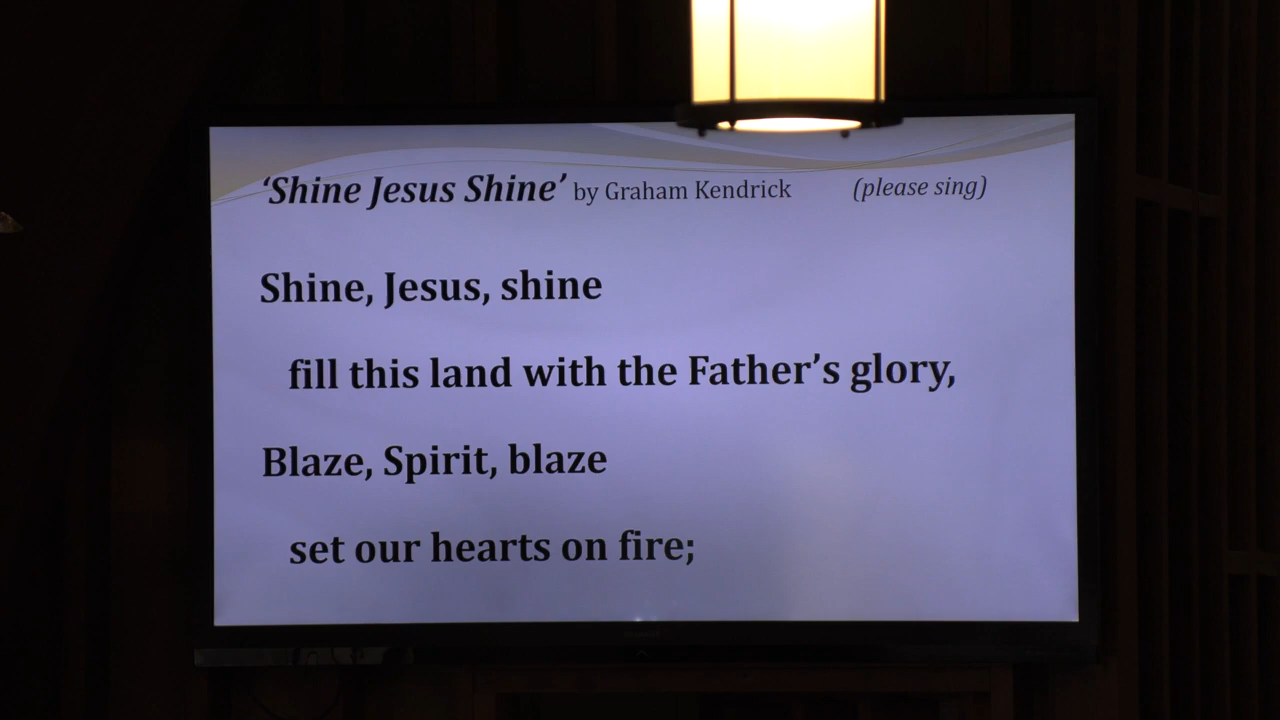 ‘Shine Jesus Shine’ by Graham Kendrick (please sing)
Shine, Jesus, shine
fill this land with the Father’s glory,
Blaze, Spirit, blaze
set our hearts on fire;